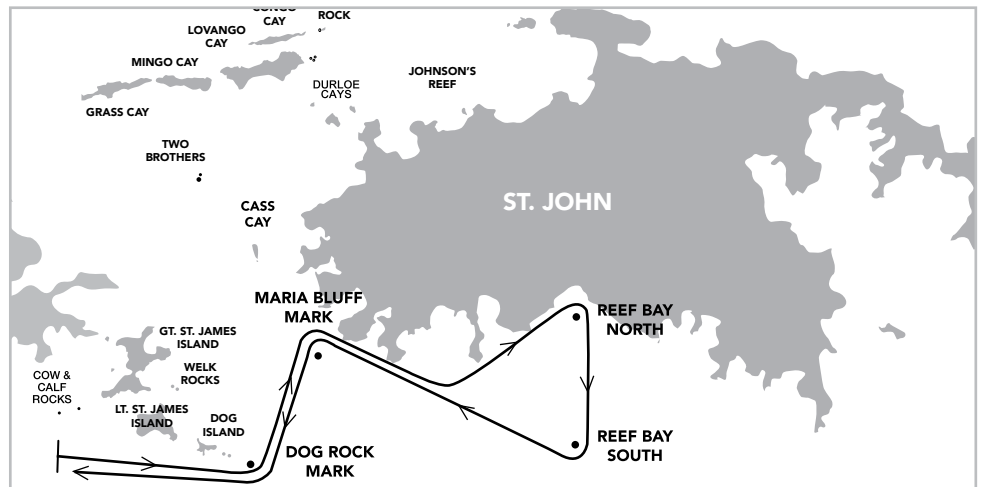 CONGO
CAY
ROCK
LOVANGO
CAY
MINGO CAY
JOHNSON'S
REEF
DURLOE
CAYS
GRASS CAY
TWO
BROTHERS
ST. JOHN
CASS
CAY
MARIA BLUFF
MARK
REEF BAY
NORTH
GT. ST. JAMES
ISLAND
WELK
ROCKS
COW &
CALF
ROCKS
LT. ST. JAMES
ISLAND
DOG
ISLAND
DOG ROCK
MARK
REEF BAY
SOUTH